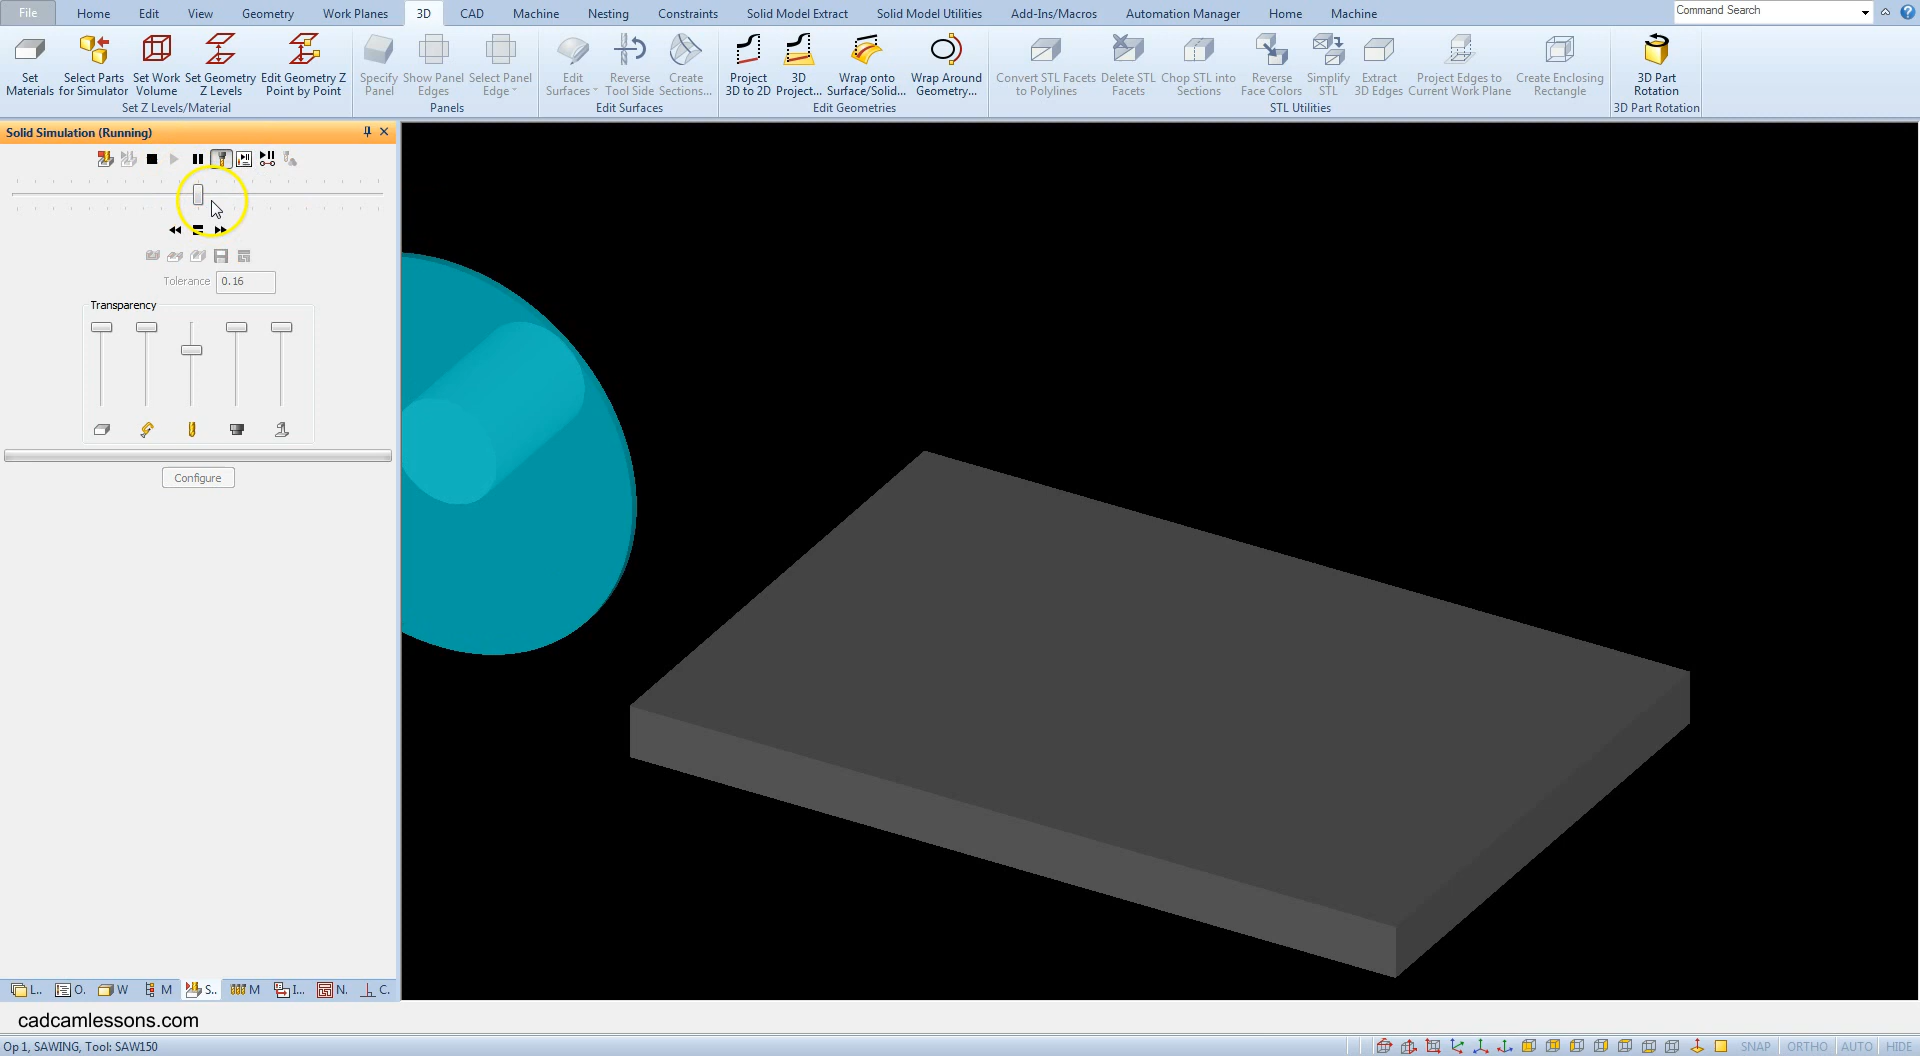 File Home Edit View Geometry Work Planes 3D CAD Machine Nesting Constraints Solid Model Extract Solid Model Utilities Add-Ins/Macros Automation Manager Home Machine Command Search
Set Materials
Select Parts for Simulator
Set Work Volume
Set Geometry Z Levels
Edit Geometry Z Point by Point
Specify Panel
Show Panel Edges
Select Panel Edge
Edit Surfaces
Reverse Tool Side
Create Sections...
Project 3D to 2D
3D Project...
Wrap onto Surface/Solid...
Wrap Around Geometry...
Convert STL Facets to Polylines
Delete STL Facets
Chop STL into Sections
Reverse Face Colors
Simplify STL
Extract 3D Edges
Project Edges to Current Work Plane
Create Enclosing Rectangle
3D Part Rotation
Set Z Levels/Material Panels Edit Surfaces Edit Geometries STL Utilities 3D Part Rotation
Solid Simulation (Running)
Tolerance 0.16
Transparency
Configure
L.. O. W M S.. M I... N. C.
cadcamlessons.com
Op 1, SAWING, Tool: SAW150
SNAP ORTHO AUTO HIDE